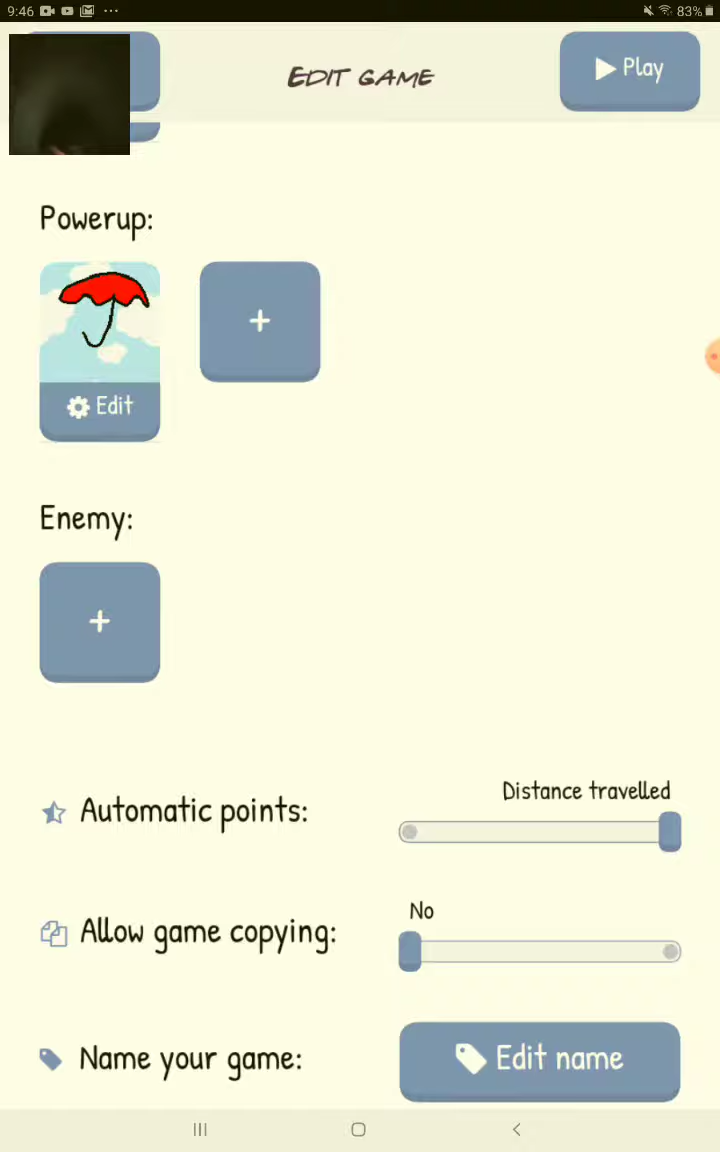 9:46 83%
EDIT GAME
Play
Powerup:
+
Edit
Enemy:
+
Distance travelled
Automatic points:
No
Allow game copying:
Name your game:
Edit name